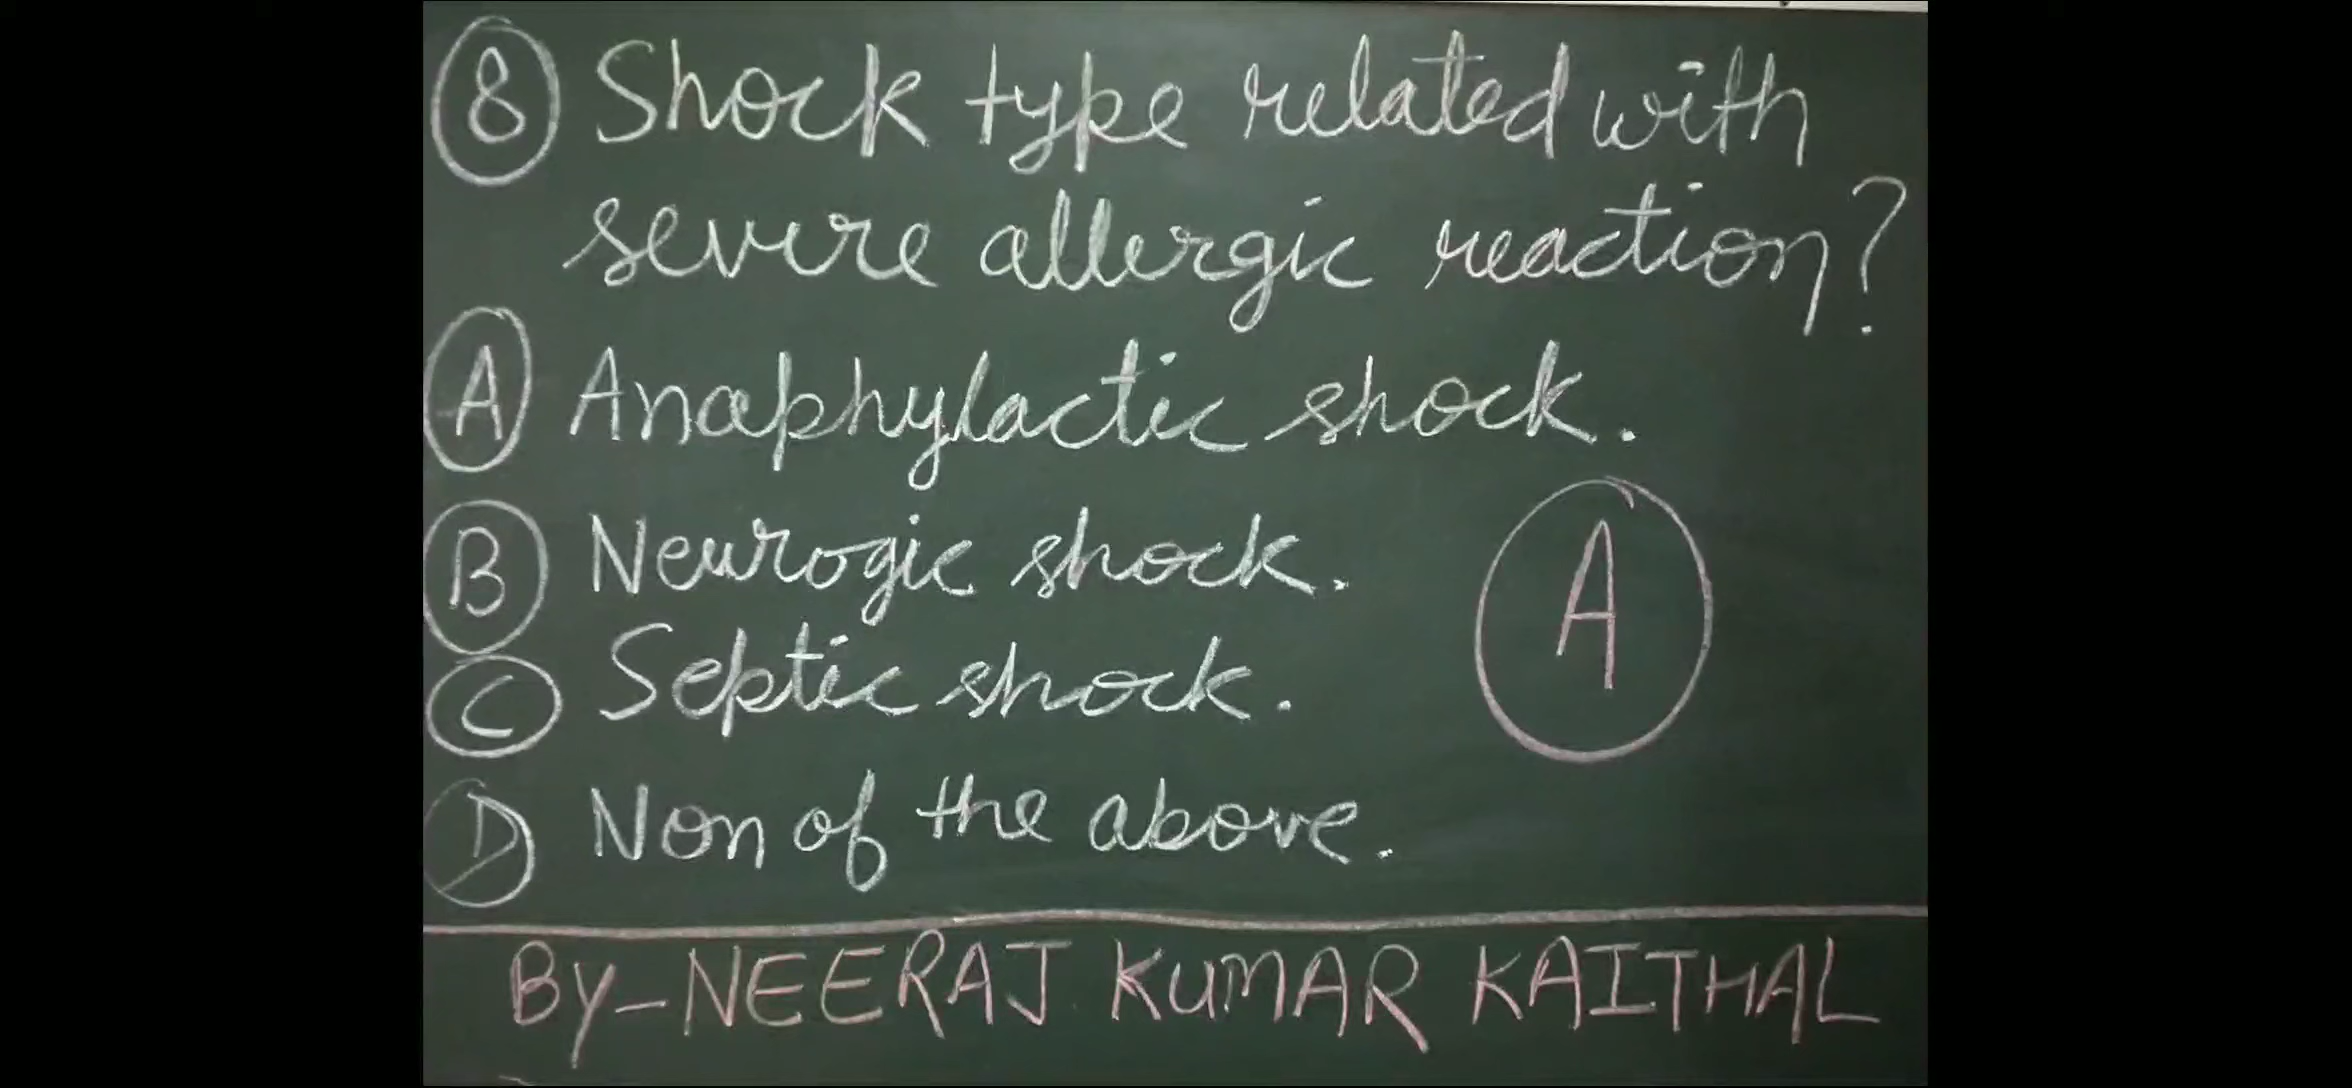 8 Shock type related with
severe allergic reaction?
A Anaphylactic shock.
B Neurogic shock.
C Septic shock.
A
D Non of the above.
BY-NEERAJ KUMAR KAITHAL